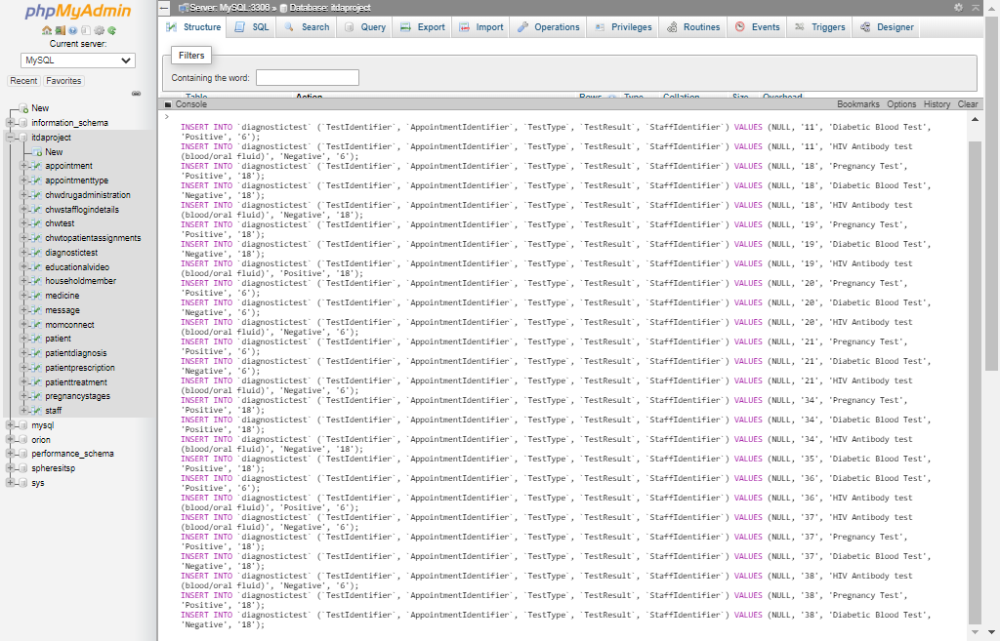 phpMyAdmin
Current server:
MySQL
Recent Favorites
New
information_schema
itdaproject
New
appointment
appointmenttype
chwdrugadministration
chwstafflogindetails
chwtest
chwtopatientassignments
diagnostictest
educationalvideo
householdmember
medicine
message
momconnect
patient
patientdiagnosis
patientprescription
patienttreatment
pregnancystages
staff
mysql
orion
performance_schema
spheresitsp
sys
Server: MySQL:3308 » Database: itdaproject
Structure SQL Search Query Export Import Operations Privileges Routines Events Triggers Designer
Filters
Containing the word:
Table Action Rows Type Collation Size Overhead
Console Bookmarks Options History Clear
>
INSERT INTO `diagnostictest` (`TestIdentifier`, `AppointmentIdentifier`, `TestType`, `TestResult`, `StaffIdentifier`) VALUES (NULL, '11', 'Diabetic Blood Test',
'Positive', '6');
INSERT INTO `diagnostictest` (`TestIdentifier`, `AppointmentIdentifier`, `TestType`, `TestResult`, `StaffIdentifier`) VALUES (NULL, '11', 'HIV Antibody test
(blood/oral fluid)', 'Negative', '6');
INSERT INTO `diagnostictest` (`TestIdentifier`, `AppointmentIdentifier`, `TestType`, `TestResult`, `StaffIdentifier`) VALUES (NULL, '18', 'Pregnancy Test',
'Positive', '18');
INSERT INTO `diagnostictest` (`TestIdentifier`, `AppointmentIdentifier`, `TestType`, `TestResult`, `StaffIdentifier`) VALUES (NULL, '18', 'Diabetic Blood Test',
'Negative', '18');
INSERT INTO `diagnostictest` (`TestIdentifier`, `AppointmentIdentifier`, `TestType`, `TestResult`, `StaffIdentifier`) VALUES (NULL, '18', 'HIV Antibody test
(blood/oral fluid)', 'Negative', '18');
INSERT INTO `diagnostictest` (`TestIdentifier`, `AppointmentIdentifier`, `TestType`, `TestResult`, `StaffIdentifier`) VALUES (NULL, '19', 'Pregnancy Test',
'Positive', '18');
INSERT INTO `diagnostictest` (`TestIdentifier`, `AppointmentIdentifier`, `TestType`, `TestResult`, `StaffIdentifier`) VALUES (NULL, '19', 'Diabetic Blood Test',
'Negative', '18');
INSERT INTO `diagnostictest` (`TestIdentifier`, `AppointmentIdentifier`, `TestType`, `TestResult`, `StaffIdentifier`) VALUES (NULL, '19', 'HIV Antibody test
(blood/oral fluid)', 'Positive', '18');
INSERT INTO `diagnostictest` (`TestIdentifier`, `AppointmentIdentifier`, `TestType`, `TestResult`, `StaffIdentifier`) VALUES (NULL, '20', 'Pregnancy Test',
'Positive', '6');
INSERT INTO `diagnostictest` (`TestIdentifier`, `AppointmentIdentifier`, `TestType`, `TestResult`, `StaffIdentifier`) VALUES (NULL, '20', 'Diabetic Blood Test',
'Negative', '6');
INSERT INTO `diagnostictest` (`TestIdentifier`, `AppointmentIdentifier`, `TestType`, `TestResult`, `StaffIdentifier`) VALUES (NULL, '20', 'HIV Antibody test
(blood/oral fluid)', 'Negative', '6');
INSERT INTO `diagnostictest` (`TestIdentifier`, `AppointmentIdentifier`, `TestType`, `TestResult`, `StaffIdentifier`) VALUES (NULL, '21', 'Pregnancy Test',
'Positive', '6');
INSERT INTO `diagnostictest` (`TestIdentifier`, `AppointmentIdentifier`, `TestType`, `TestResult`, `StaffIdentifier`) VALUES (NULL, '21', 'Diabetic Blood Test',
'Negative', '6');
INSERT INTO `diagnostictest` (`TestIdentifier`, `AppointmentIdentifier`, `TestType`, `TestResult`, `StaffIdentifier`) VALUES (NULL, '21', 'HIV Antibody test
(blood/oral fluid)', 'Negative', '6');
INSERT INTO `diagnostictest` (`TestIdentifier`, `AppointmentIdentifier`, `TestType`, `TestResult`, `StaffIdentifier`) VALUES (NULL, '34', 'Pregnancy Test',
'Positive', '18');
INSERT INTO `diagnostictest` (`TestIdentifier`, `AppointmentIdentifier`, `TestType`, `TestResult`, `StaffIdentifier`) VALUES (NULL, '34', 'Diabetic Blood Test',
'Positive', '18');
INSERT INTO `diagnostictest` (`TestIdentifier`, `AppointmentIdentifier`, `TestType`, `TestResult`, `StaffIdentifier`) VALUES (NULL, '34', 'HIV Antibody test
(blood/oral fluid)', 'Negative', '18');
INSERT INTO `diagnostictest` (`TestIdentifier`, `AppointmentIdentifier`, `TestType`, `TestResult`, `StaffIdentifier`) VALUES (NULL, '35', 'Diabetic Blood Test',
'Positive', '18');
INSERT INTO `diagnostictest` (`TestIdentifier`, `AppointmentIdentifier`, `TestType`, `TestResult`, `StaffIdentifier`) VALUES (NULL, '36', 'Diabetic Blood Test',
'Positive', '6');
INSERT INTO `diagnostictest` (`TestIdentifier`, `AppointmentIdentifier`, `TestType`, `TestResult`, `StaffIdentifier`) VALUES (NULL, '36', 'HIV Antibody test
(blood/oral fluid)', 'Positive', '6');
INSERT INTO `diagnostictest` (`TestIdentifier`, `AppointmentIdentifier`, `TestType`, `TestResult`, `StaffIdentifier`) VALUES (NULL, '37', 'HIV Antibody test
(blood/oral fluid)', 'Negative', '6');
INSERT INTO `diagnostictest` (`TestIdentifier`, `AppointmentIdentifier`, `TestType`, `TestResult`, `StaffIdentifier`) VALUES (NULL, '37', 'Pregnancy Test',
'Positive', '18');
INSERT INTO `diagnostictest` (`TestIdentifier`, `AppointmentIdentifier`, `TestType`, `TestResult`, `StaffIdentifier`) VALUES (NULL, '37', 'Diabetic Blood Test',
'Negative', '18');
INSERT INTO `diagnostictest` (`TestIdentifier`, `AppointmentIdentifier`, `TestType`, `TestResult`, `StaffIdentifier`) VALUES (NULL, '38', 'HIV Antibody test
(blood/oral fluid)', 'Negative', '6');
INSERT INTO `diagnostictest` (`TestIdentifier`, `AppointmentIdentifier`, `TestType`, `TestResult`, `StaffIdentifier`) VALUES (NULL, '38', 'Pregnancy Test',
'Positive', '18');
INSERT INTO `diagnostictest` (`TestIdentifier`, `AppointmentIdentifier`, `TestType`, `TestResult`, `StaffIdentifier`) VALUES (NULL, '38', 'Diabetic Blood Test',
'Negative', '18');